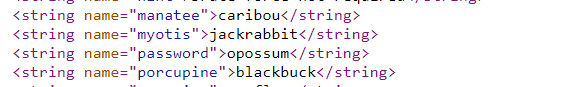 <string name="manatee">caribou</string>
<string name="myotis">jackrabbit</string>
<string name="password">opossum</string>
<string name="porcupine">blackbuck</string>